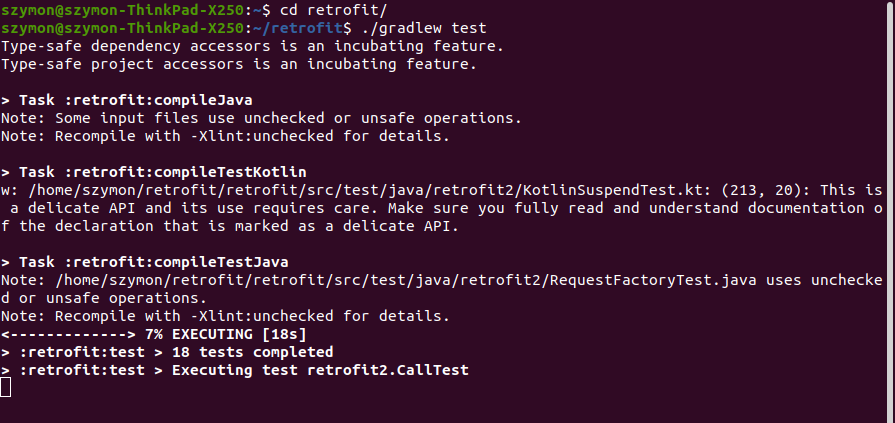 szymon@szymon-ThinkPad-X250:~$ cd retrofit/
szymon@szymon-ThinkPad-X250:~/retrofit$ ./gradlew test
Type-safe dependency accessors is an incubating feature.
Type-safe project accessors is an incubating feature.
> Task :retrofit:compileJava
Note: Some input files use unchecked or unsafe operations.
Note: Recompile with -Xlint:unchecked for details.
> Task :retrofit:compileTestKotlin
w: /home/szymon/retrofit/retrofit/src/test/java/retrofit2/KotlinSuspendTest.kt: (213, 20): This is
 a delicate API and its use requires care. Make sure you fully read and understand documentation o
f the declaration that is marked as a delicate API.
> Task :retrofit:compileTestJava
Note: /home/szymon/retrofit/retrofit/src/test/java/retrofit2/RequestFactoryTest.java uses unchecke
d or unsafe operations.
Note: Recompile with -Xlint:unchecked for details.
<-------------> 7% EXECUTING [18s]
> :retrofit:test > 18 tests completed
> :retrofit:test > Executing test retrofit2.CallTest